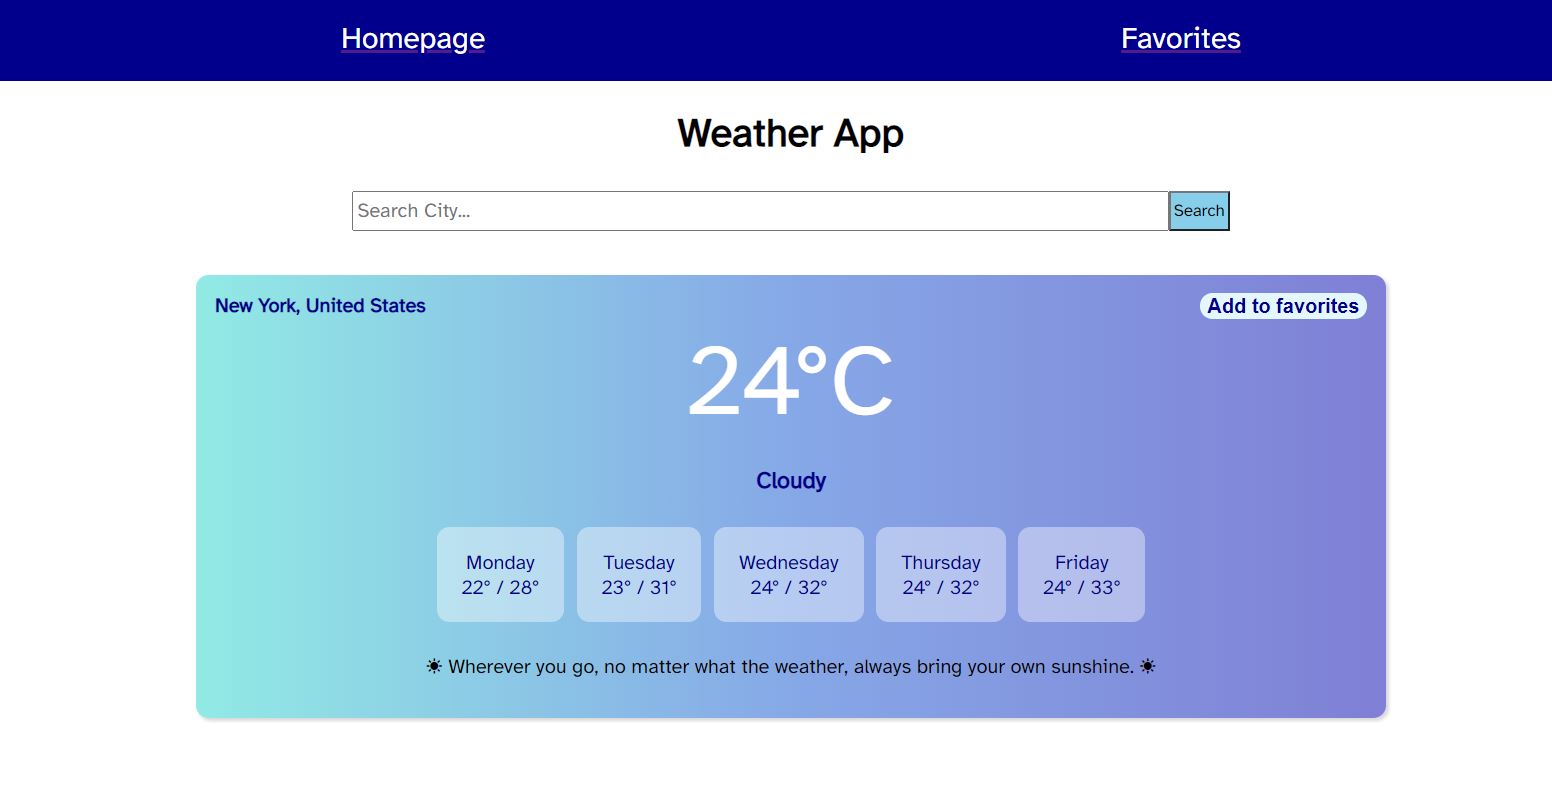 Homepage Favorites
Weather App
Search City... Search
New York, United States Add to favorites
24°C
Cloudy
Monday Tuesday Wednesday Thursday Friday
22° / 28° 23° / 31° 24° / 32° 24° / 32° 24° / 33°
☀ Wherever you go, no matter what the weather, always bring your own sunshine. ☀